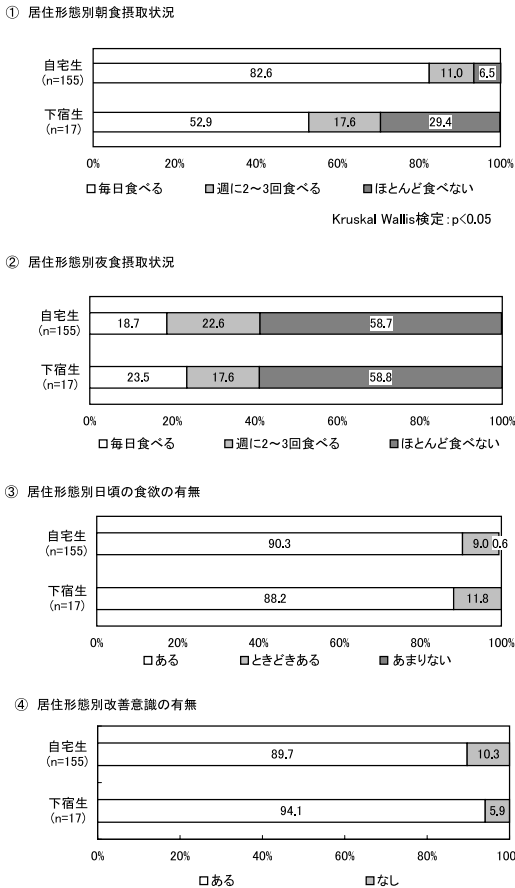 ① 居住形態別朝食摂取状況
自宅生
(n=155)
82.6 11.0 6.5
下宿生
(n=17)
52.9 17.6 29.4
0% 20% 40% 60% 80% 100%
□毎日食べる ■週に2～3回食べる ■ほとんど食べない
Kruskal Wallis検定：p<0.05
② 居住形態別夜食摂取状況
自宅生
(n=155)
18.7 22.6 58.7
下宿生
(n=17)
23.5 17.6 58.8
0% 20% 40% 60% 80% 100%
□毎日食べる ■週に2～3回食べる ■ほとんど食べない
③ 居住形態別日頃の食欲の有無
自宅生
(n=155)
90.3 9.0 0.6
下宿生
(n=17)
88.2 11.8
0% 20% 40% 60% 80% 100%
□ある ■ときどきある ■あまりない
④ 居住形態別改善意識の有無
自宅生
(n=155)
89.7 10.3
下宿生
(n=17)
94.1 5.9
0% 20% 40% 60% 80% 100
□ある ■なし